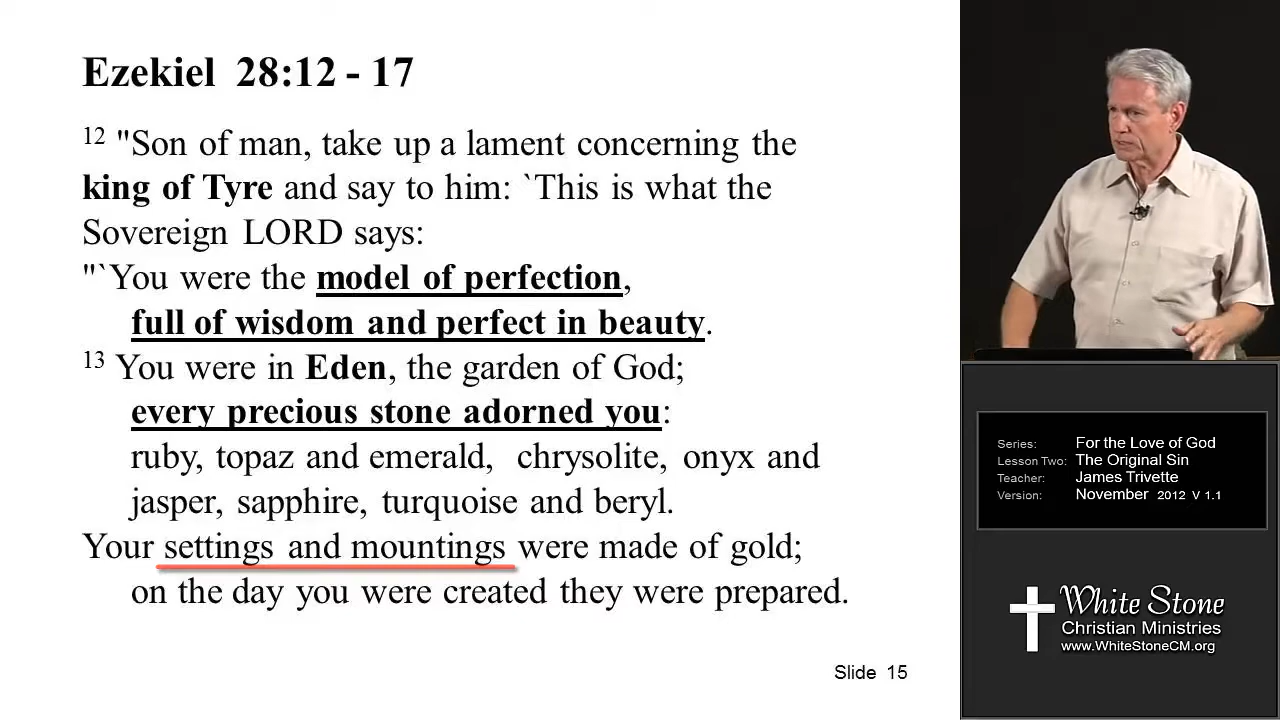 Ezekiel 28:12 - 17
12 "Son of man, take up a lament concerning the
king of Tyre and say to him: `This is what the
Sovereign LORD says:
"`You were the model of perfection,
full of wisdom and perfect in beauty.
13 You were in Eden, the garden of God;
every precious stone adorned you:
ruby, topaz and emerald, chrysolite, onyx and
jasper, sapphire, turquoise and beryl.
Your settings and mountings were made of gold;
on the day you were created they were prepared.
Slide 15
Series: For the Love of God
Lesson Two: The Original Sin
Teacher: James Trivette
Version: November 2012 V 1.1
White Stone
Christian Ministries
www.WhiteStoneCM.org